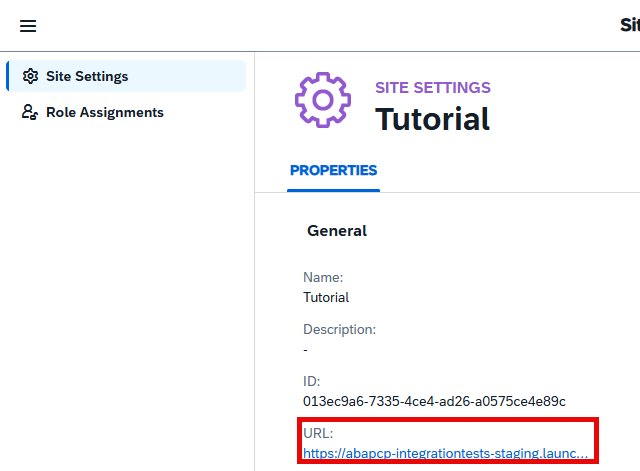 Sit
Site Settings
Role Assignments
SITE SETTINGS
Tutorial
PROPERTIES
General
Name:
Tutorial
Description:
-
ID:
013ec9a6-7335-4ce4-ad26-a0575ce4e89c
URL:
https://abapcp-integrationtests-staging.launc...